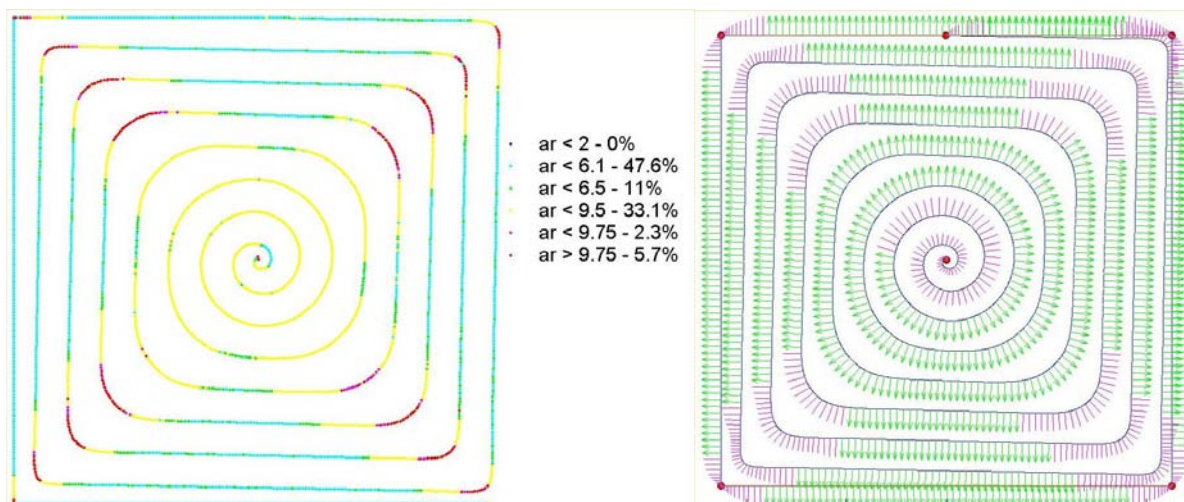 ar < 2 - 0%
ar < 6.1 - 47.6%
ar < 6.5 - 11%
ar < 9.5 - 33.1%
ar < 9.75 - 2.3%
ar > 9.75 - 5.7%